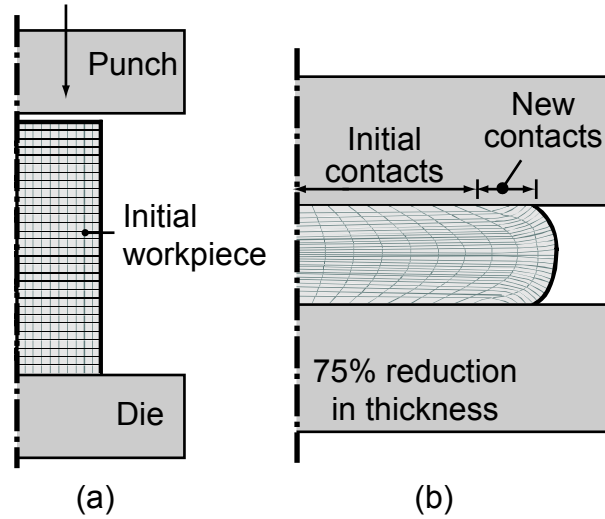 Punch
Initial
workpiece
Die
(a)
New
contacts
Initial
contacts
75% reduction
in thickness
(b)